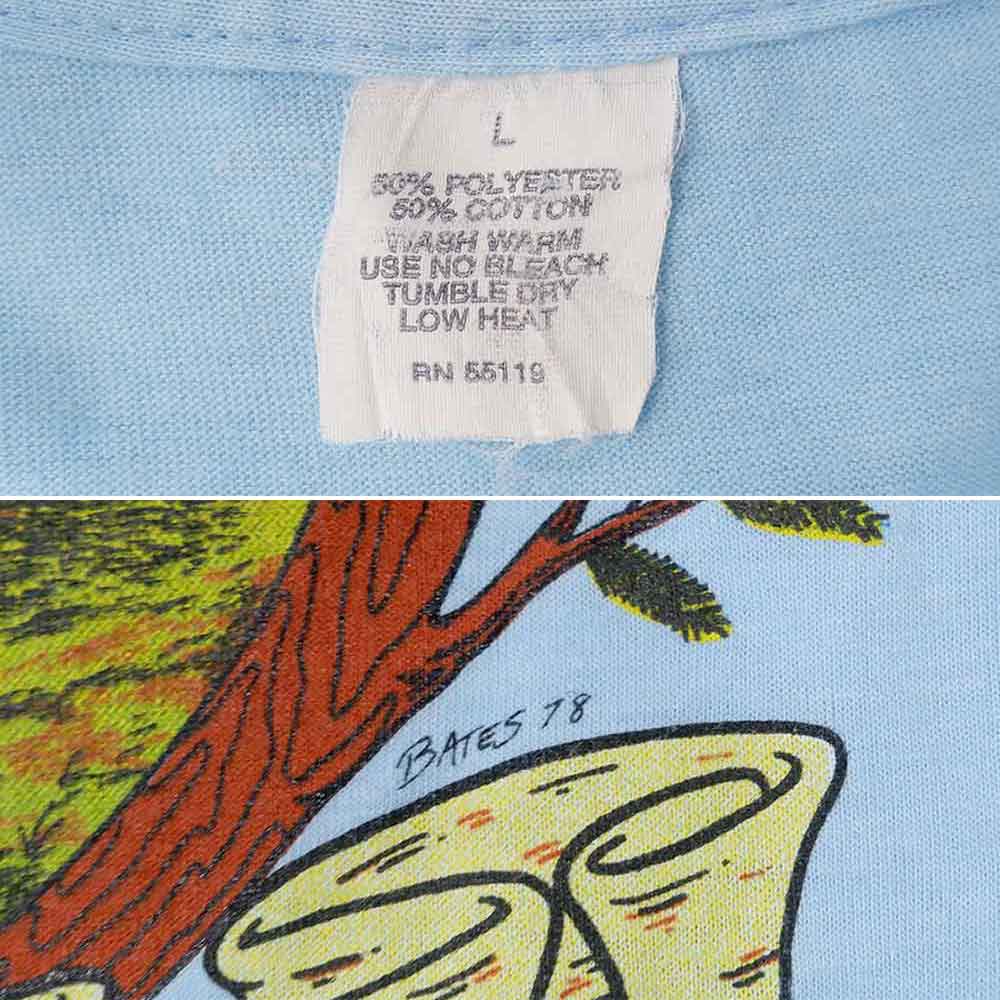 L
50% POLYESTER
50% COTTON
WASH WARM
USE NO BLEACH
TUMBLE DRY
LOW HEAT
RN 55119
BATES 78